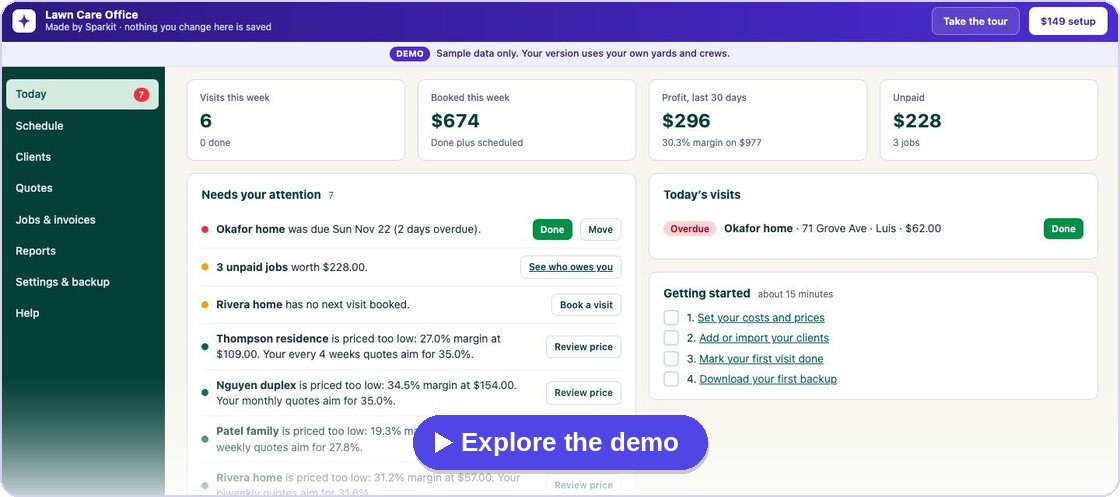 Lawn Care Office
Made by Sparkit · nothing you change here is saved
Take the tour
$149 setup
DEMO Sample data only. Your version uses your own yards and crews.
Today 7
Schedule
Clients
Quotes
Jobs & invoices
Reports
Settings & backup
Help
Visits this week
6
0 done
Booked this week
$674
Done plus scheduled
Profit, last 30 days
$296
30.3% margin on $977
Unpaid
$228
3 jobs
Needs your attention 7
Okafor home was due Sun Nov 22 (2 days overdue).
Done
Move
3 unpaid jobs worth $228.00.
See who owes you
Rivera home has no next visit booked.
Book a visit
Thompson residence is priced too low: 27.0% margin at
$109.00. Your every 4 weeks quotes aim for 35.0%.
Review price
Nguyen duplex is priced too low: 34.5% margin at $154.00.
Your monthly quotes aim for 35.0%.
Review price
Patel family is priced too low: 19.3%
weekly quotes aim for 27.8%.
Rivera home is priced too low: 31.2% margin at $57.00. Your
biweekly quotes aim for 31.6%.
Review price
Today's visits
Overdue Okafor home · 71 Grove Ave · Luis · $62.00
Done
Getting started about 15 minutes
1. Set your costs and prices
2. Add or import your clients
3. Mark your first visit done
4. Download your first backup
Explore the demo